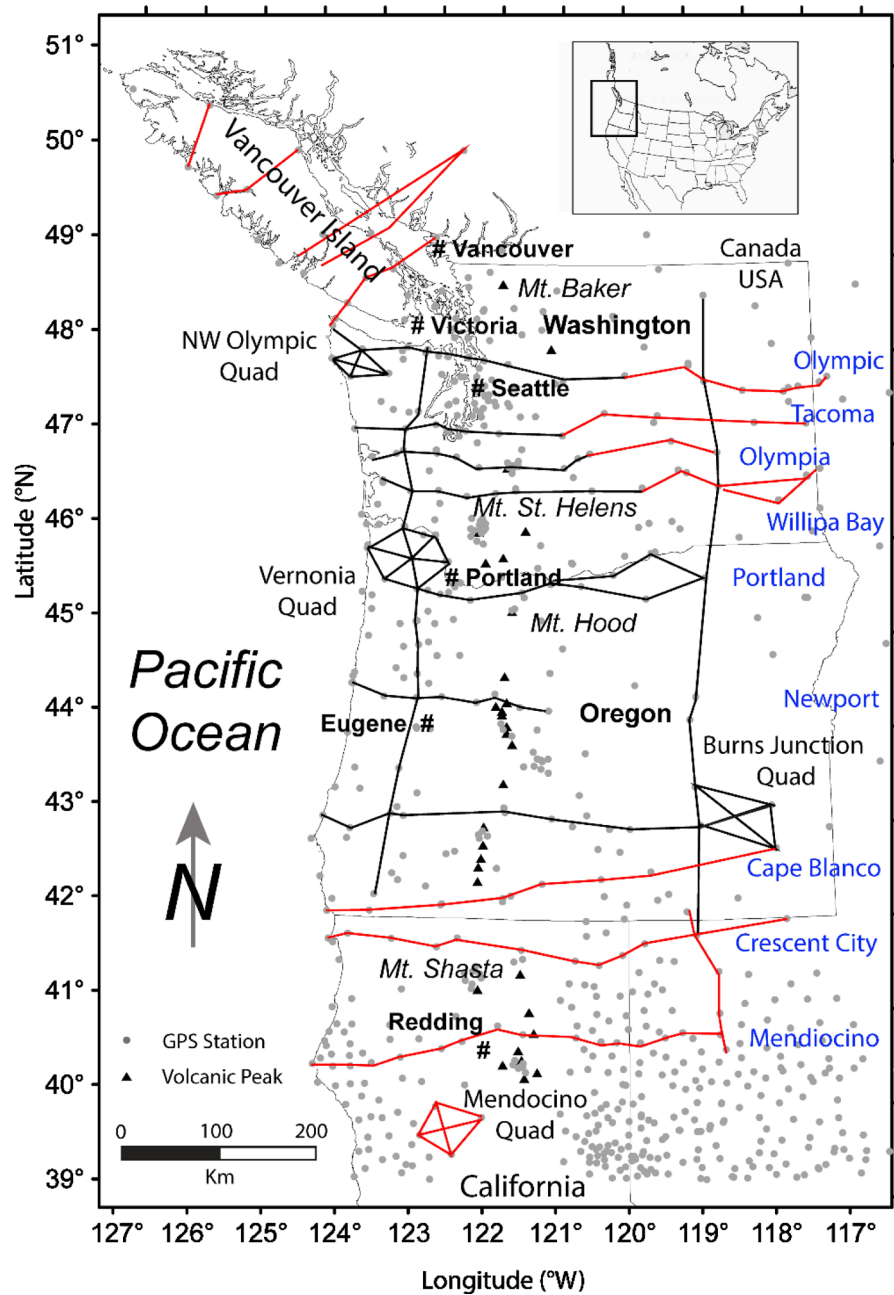 51°
50°
49°
48°
47°
46°
45°
44°
43°
42°
41°
40°
39°
Latitude (°N)
Vancouver Island
# Vancouver
Canada
USA
Mt. Baker
# Victoria
Washington
NW Olympic
Quad
Olympic
# Seattle
Tacoma
Olympia
Mt. St. Helens
Willipa Bay
Vernonia
Quad
# Portland
Portland
Mt. Hood
Pacific
Ocean
Newport
Eugene #
Oregon
Burns Junction
Quad
N
Cape Blanco
Crescent City
Mt. Shasta
Redding
#
Mendiocino
GPS Station
Volcanic Peak
Mendocino
Quad
0 100 200
Km
California
127° 126° 125° 124° 123° 122° 121° 120° 119° 118° 117°
Longitude (°W)